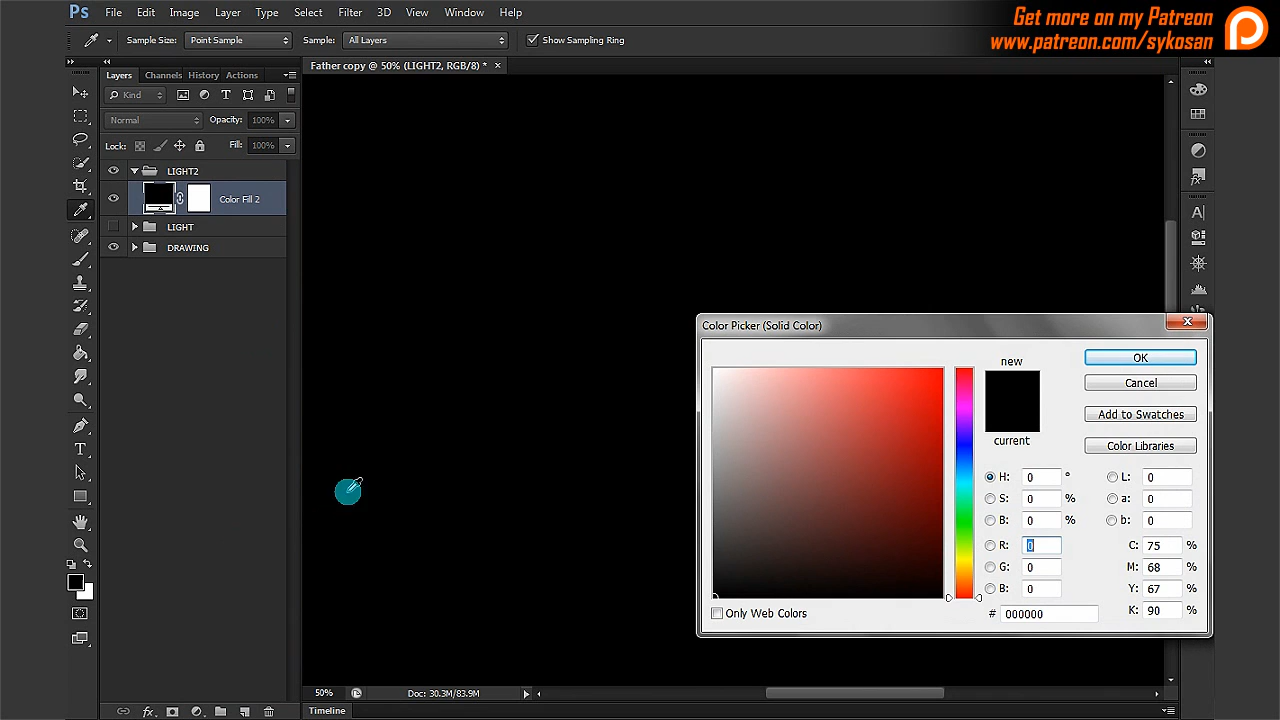 Get more on my Patreon
www.patreon.com/sykosan
Ps File Edit Image Layer Type Select Filter 3D View Window Help
Sample Size: Point Sample Sample: All Layers Show Sampling Ring
Layers Channels History Actions
Father copy @ 50% (LIGHT2, RGB/8) * ×
Kind
Normal Opacity: 100%
Lock: Fill: 100%
LIGHT2
Color Fill 2
LIGHT
DRAWING
Color Picker (Solid Color)
new
current
OK
Cancel
Add to Swatches
Color Libraries
H: 0 ° L: 0
S: 0 % a: 0
B: 0 % b: 0
R: 0 C: 75 %
G: 0 M: 68 %
B: 0 Y: 67 %
# 000000 K: 90 %
Only Web Colors
50% Doc: 30.3M/83.9M
Timeline